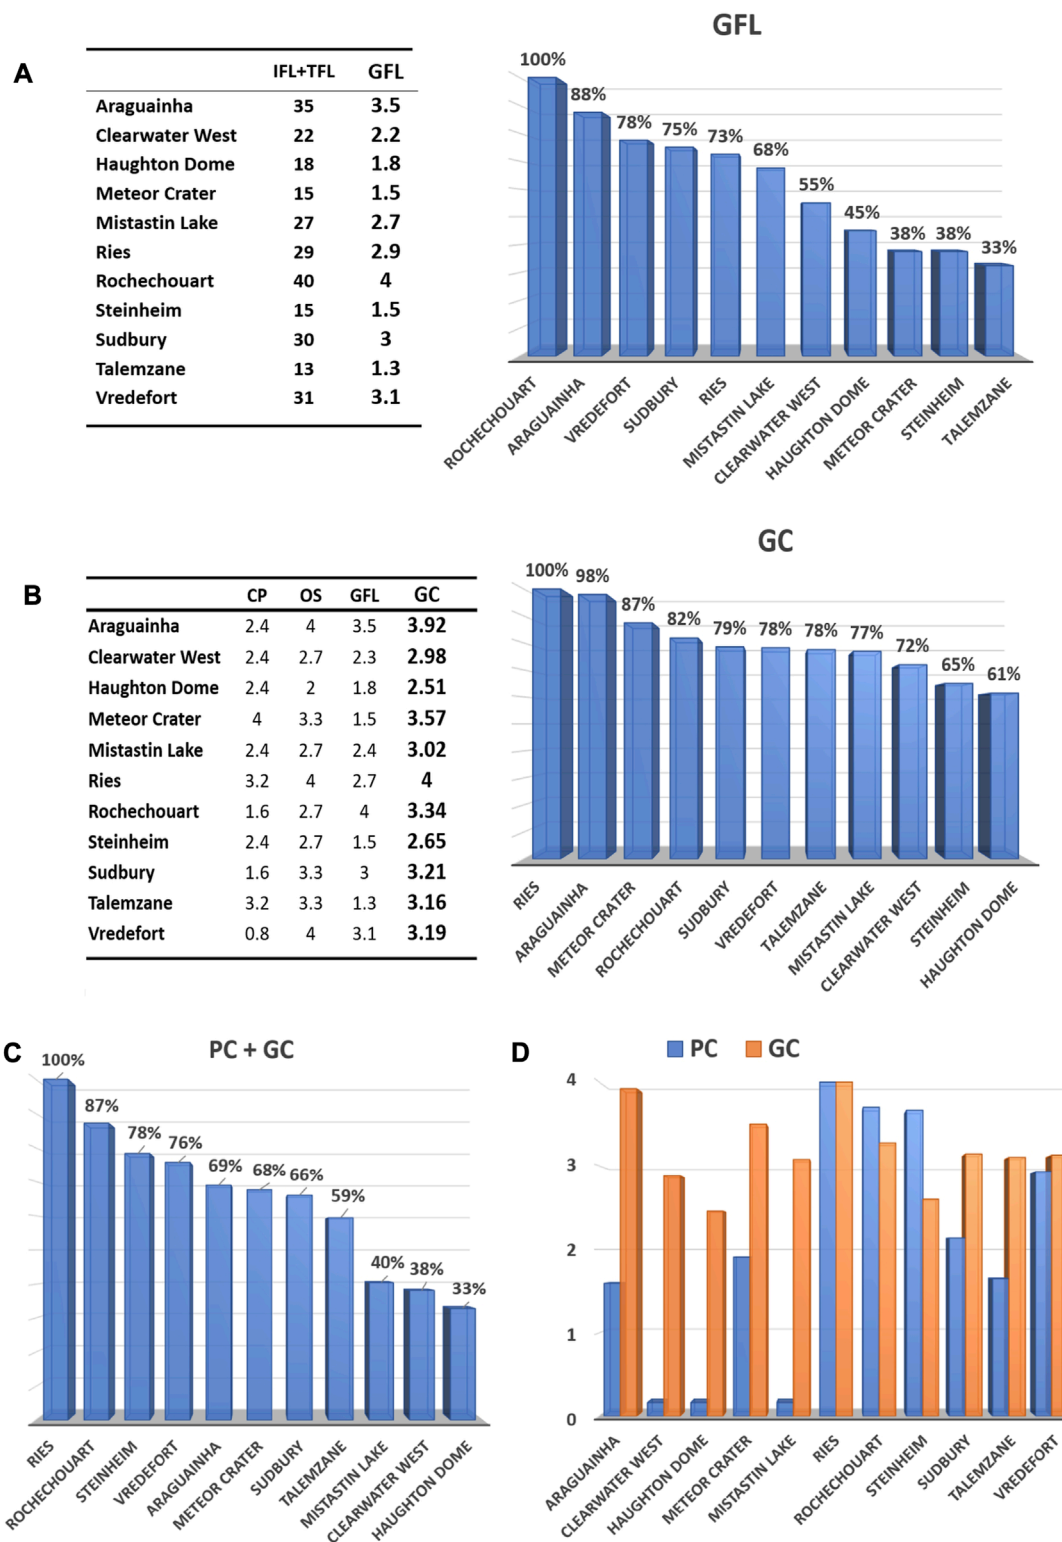 A
IFL+TFL GFL
Araguainha 35 3.5
Clearwater West 22 2.2
Haughton Dome 18 1.8
Meteor Crater 15 1.5
Mistastin Lake 27 2.7
Ries 29 2.9
Rochechouart 40 4
Steinheim 15 1.5
Sudbury 30 3
Talemzane 13 1.3
Vredefort 31 3.1
GFL
100%
88%
78%
75%
73%
68%
55%
45%
38%
38%
33%
ROCHECHOUART
ARAGUAINHA
VREDEFORT
SUDBURY
RIES
MISTASTIN LAKE
CLEARWATER WEST
HAUGHTON DOME
METEOR CRATER
STEINHEIM
TALEMZANE
B
CP OS GFL GC
Araguainha 2.4 4 3.5 3.92
Clearwater West 2.4 2.7 2.3 2.98
Haughton Dome 2.4 2 1.8 2.51
Meteor Crater 4 3.3 1.5 3.57
Mistastin Lake 2.4 2.7 2.4 3.02
Ries 3.2 4 2.7 4
Rochechouart 1.6 2.7 4 3.34
Steinheim 2.4 2.7 1.5 2.65
Sudbury 1.6 3.3 3 3.21
Talemzane 3.2 3.3 1.3 3.16
Vredefort 0.8 4 3.1 3.19
GC
100%
98%
87%
82%
79%
78%
78%
77%
72%
65%
61%
RIES
ARAGUAINHA
METEOR CRATER
ROCHECHOUART
SUDBURY
VREDEFORT
TALEMZANE
MISTASTIN LAKE
CLEARWATER WEST
STEINHEIM
HAUGHTON DOME
C
PC + GC
100%
87%
78%
76%
69%
68%
66%
59%
40%
38%
33%
RIES
ROCHECHOUART
STEINHEIM
VREDEFORT
ARAGUAINHA
METEOR CRATER
SUDBURY
TALEMZANE
MISTASTIN LAKE
CLEARWATER WEST
HAUGHTON DOME
D
PC GC
4
3
2
1
0
ARAGUAINHA
CLEARWATER WEST
HAUGHTON DOME
METEOR CRATER
MISTASTIN LAKE
RIES
ROCHECHOUART
STEINHEIM
SUDBURY
TALEMZANE
VREDEFORT